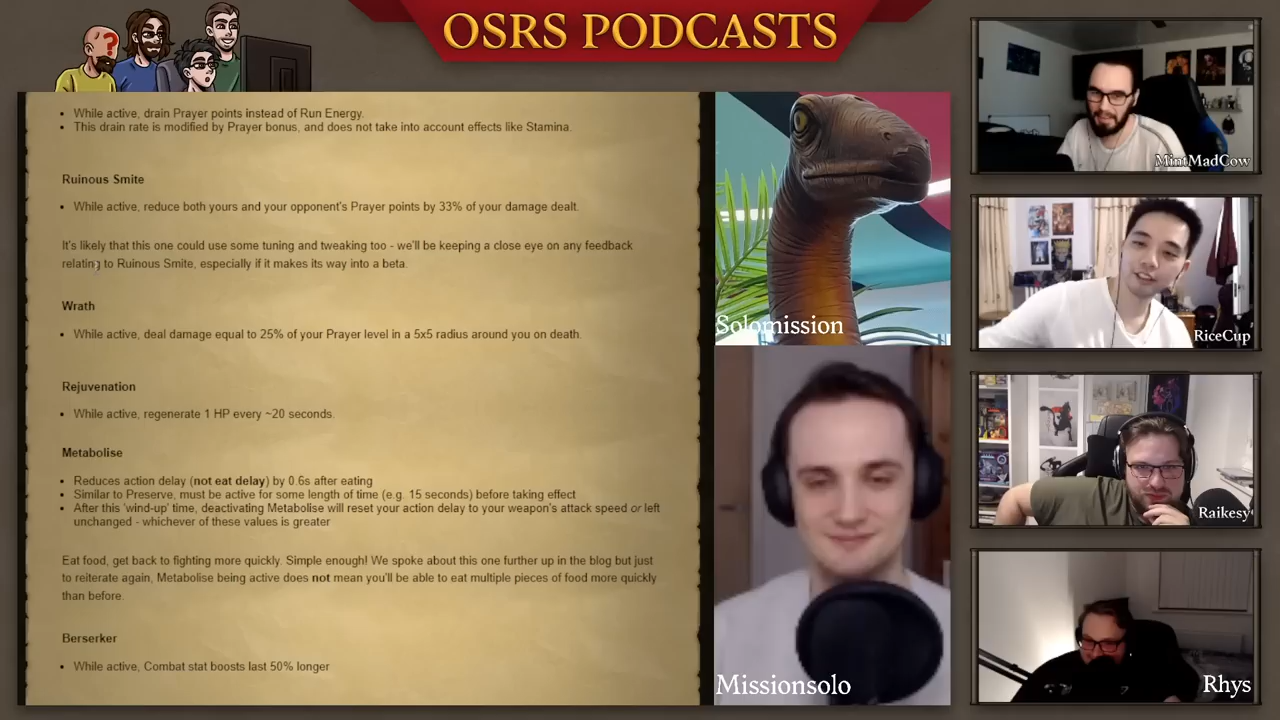 OSRS PODCASTS
• While active, drain Prayer points instead of Run Energy.
• This drain rate is modified by Prayer bonus, and does not take into account effects like Stamina.
Ruinous Smite
• While active, reduce both yours and your opponent's Prayer points by 33% of your damage dealt.
It's likely that this one could use some tuning and tweaking too - we'll be keeping a close eye on any feedback
relating to Ruinous Smite, especially if it makes its way into a beta.
Wrath
• While active, deal damage equal to 25% of your Prayer level in a 5x5 radius around you on death.
Rejuvenation
• While active, regenerate 1 HP every ~20 seconds.
Metabolise
• Reduces action delay (not eat delay) by 0.6s after eating
• Similar to Preserve, must be active for some length of time (e.g. 15 seconds) before taking effect
• After this 'wind-up' time, deactivating Metabolise will reset your action delay to your weapon's attack speed or left
unchanged - whichever of these values is greater
Eat food, get back to fighting more quickly. Simple enough! We spoke about this one further up in the blog but just
to reiterate again, Metabolise being active does not mean you'll be able to eat multiple pieces of food more quickly
than before.
Berserker
• While active, Combat stat boosts last 50% longer
Solomission
Missionsolo
MintMadCow
RiceCup
Raikesy
Rhys